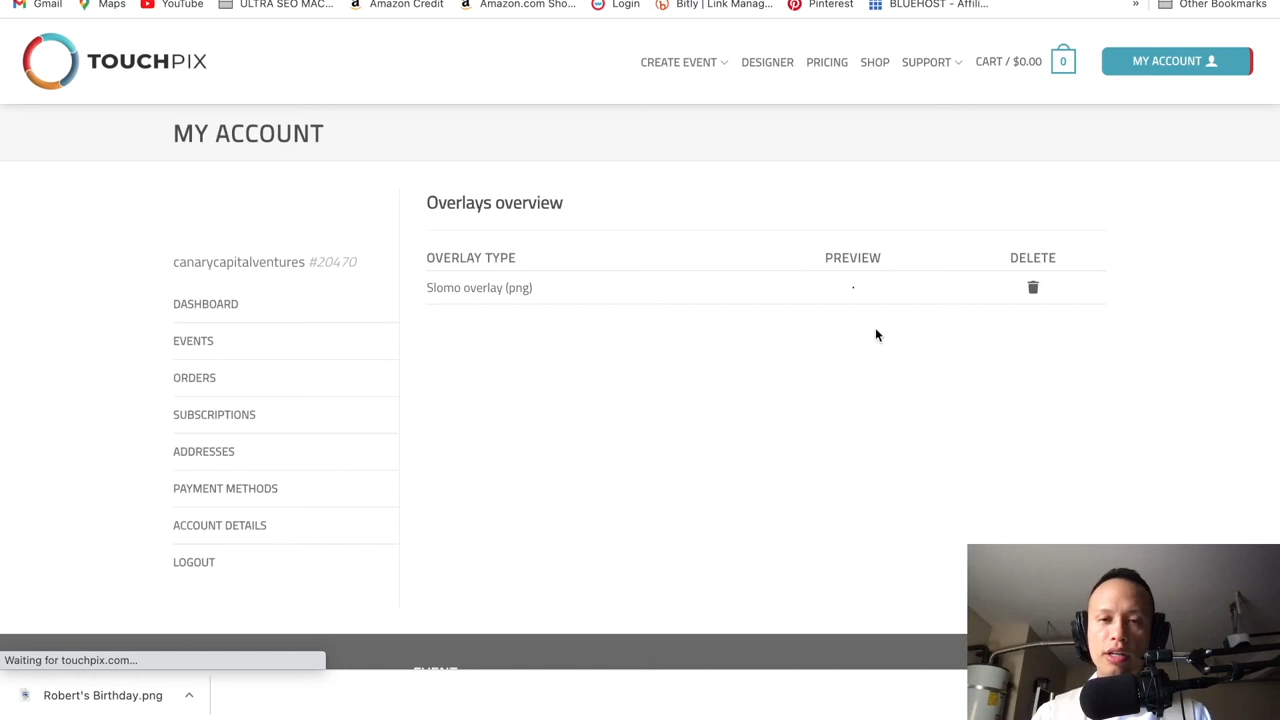 Gmail Maps YouTube ULTRA SEO MAC... Amazon Credit Amazon.com Sho... Login Bitly | Link Manag... Pinterest BLUEHOST - Affili... » Other Bookmarks
TOUCHPIX
CREATE EVENT DESIGNER PRICING SHOP SUPPORT CART / $0.00 0 MY ACCOUNT
MY ACCOUNT
Overlays overview
OVERLAY TYPE PREVIEW DELETE
Slomo overlay (png)
canarycapitalventures #20470
DASHBOARD
EVENTS
ORDERS
SUBSCRIPTIONS
ADDRESSES
PAYMENT METHODS
ACCOUNT DETAILS
LOGOUT
Waiting for touchpix.com...
EVENT
Robert's Birthday.png